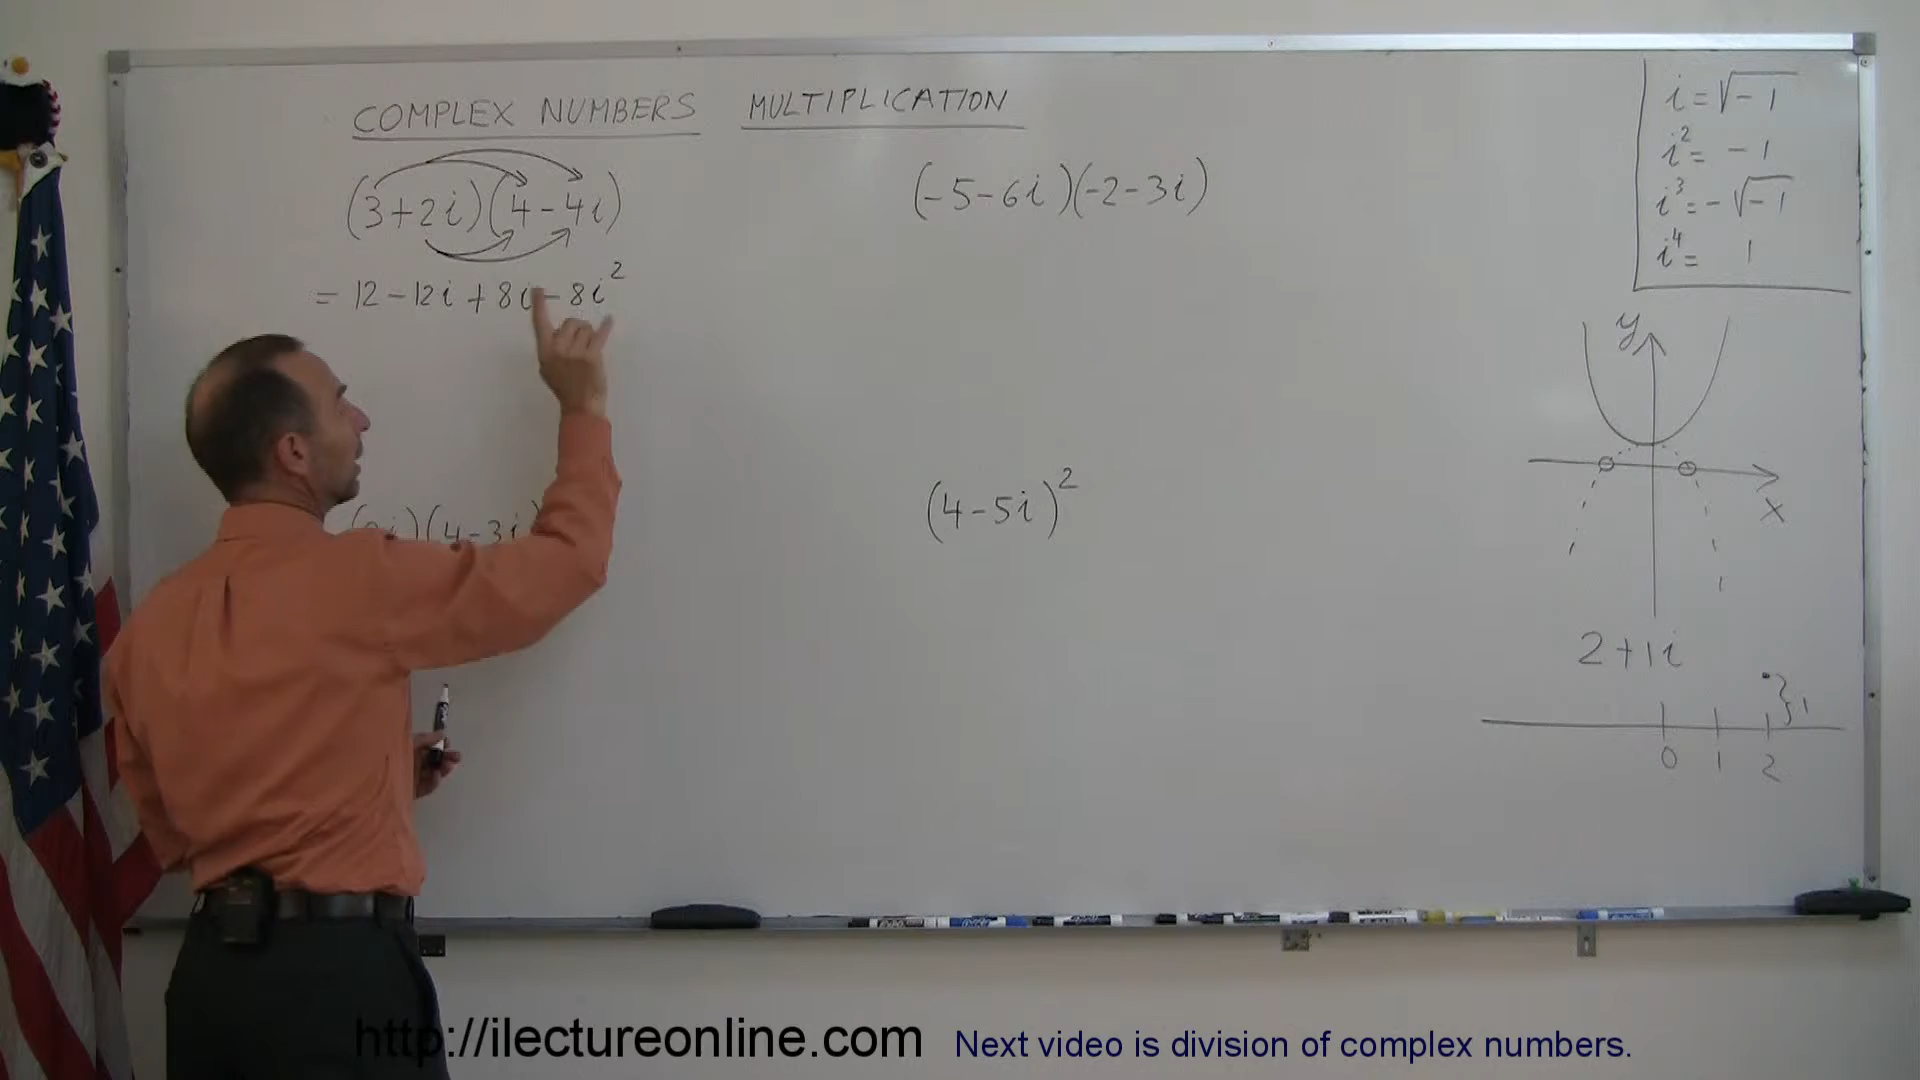 COMPLEX NUMBERS MULTIPLICATION
(3+2i)(4-4i)
= 12-12i+8i-8i²
(4-3i)
(-5-6i)(-2-3i)
(4-5i)²
i=√-1
i²= -1
i³= -√-1
i⁴= 1
y
x
2+1i
}1
0 1 2
http://ilectureonline.com Next video is division of complex numbers.